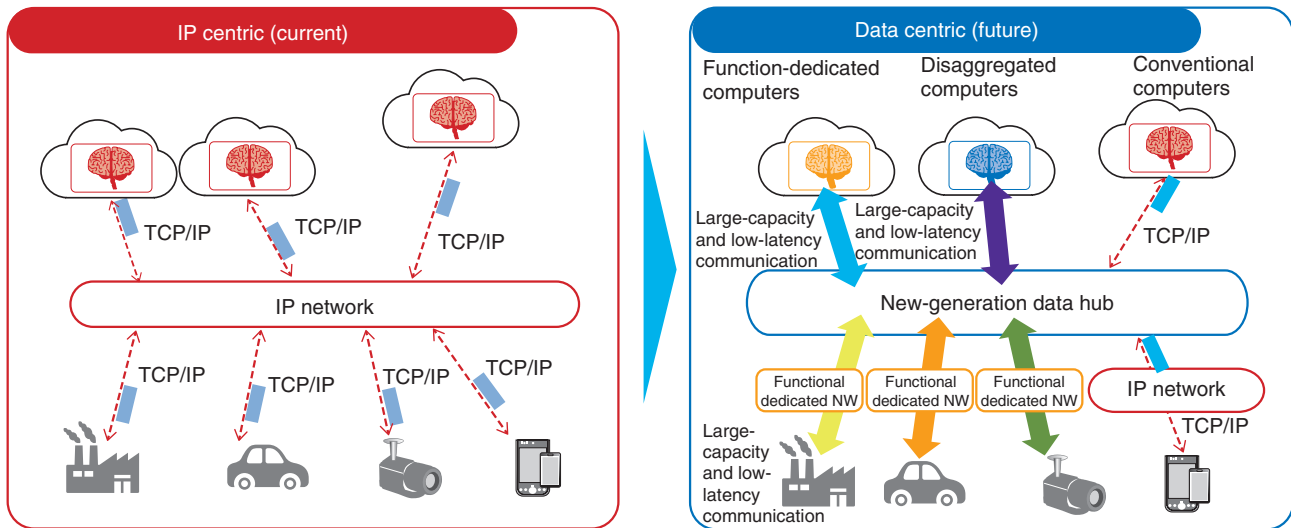 IP centric (current)
TCP/IP
TCP/IP
TCP/IP
IP network
TCP/IP
TCP/IP
TCP/IP
TCP/IP
Data centric (future)
Function-dedicated
computers
Disaggregated
computers
Conventional
computers
Large-capacity
and low-latency
communication
Large-capacity
and low-latency
communication
TCP/IP
New-generation data hub
Functional
dedicated NW
Functional
dedicated NW
Functional
dedicated NW
IP network
TCP/IP
Large-
capacity
and low-
latency
communication